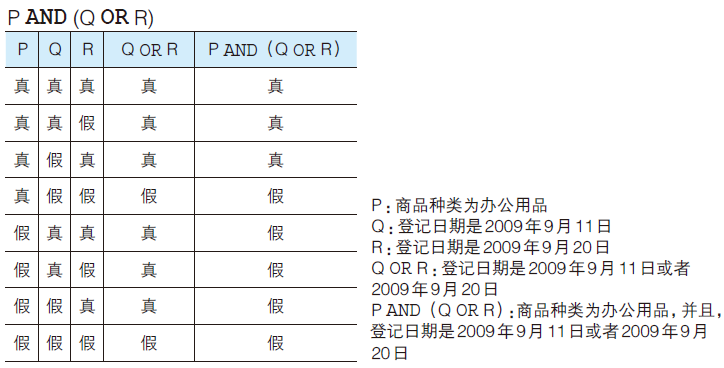 P AND (Q OR R)
P Q R Q OR R P AND（Q OR R）
真 真 真 真 真
真 真 假 真 真
真 假 真 真 真
真 假 假 假 假
假 真 真 真 假
假 真 假 真 假
假 假 真 真 假
假 假 假 假 假
P：商品种类为办公用品
Q：登记日期是2009年9月11日
R：登记日期是2009年9月20日
Q OR R：登记日期是2009年9月11日或者
2009年9月20日
P AND（Q OR R）：商品种类为办公用品，并且，
登记日期是2009年9月11日或者2009年9月
20日